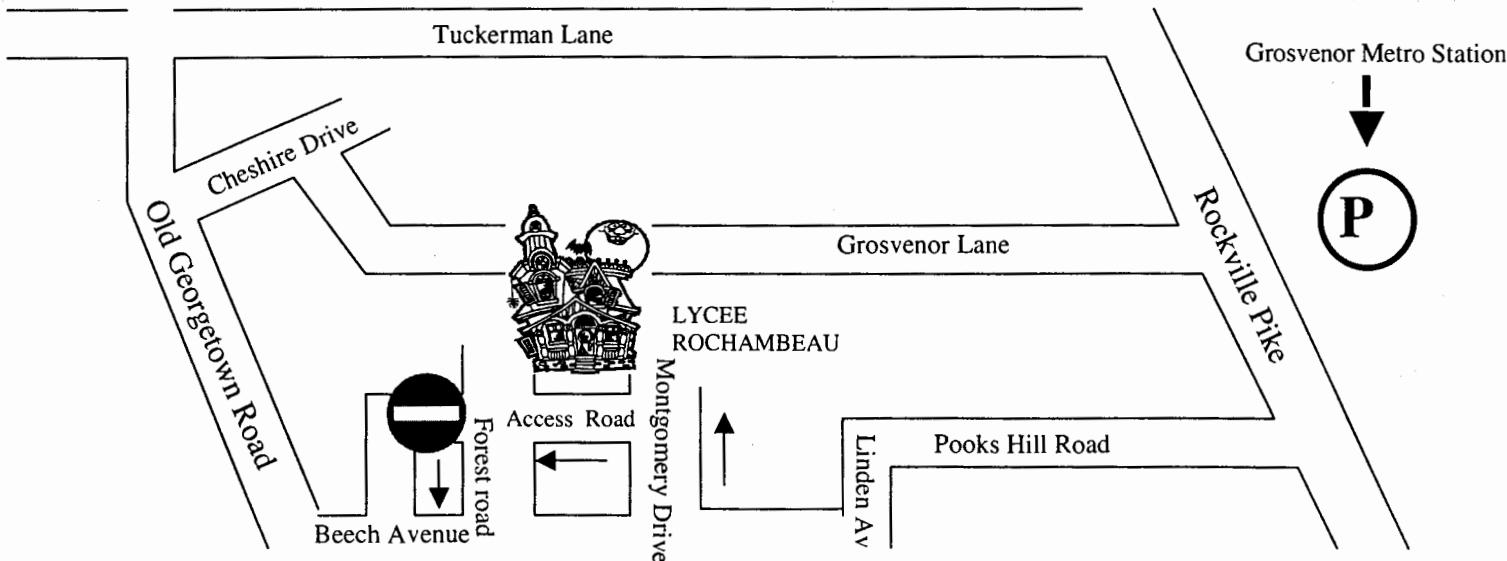 Tuckerman Lane
Grosvenor Metro Station
Cheshire Drive
P
Old Georgetown Road
Grosvenor Lane
Rockville Pike
LYCEE
ROCHAMBEAU
Montgomery Drive
Access Road
Forest road
Linden Av
Pooks Hill Road
Beech Avenue